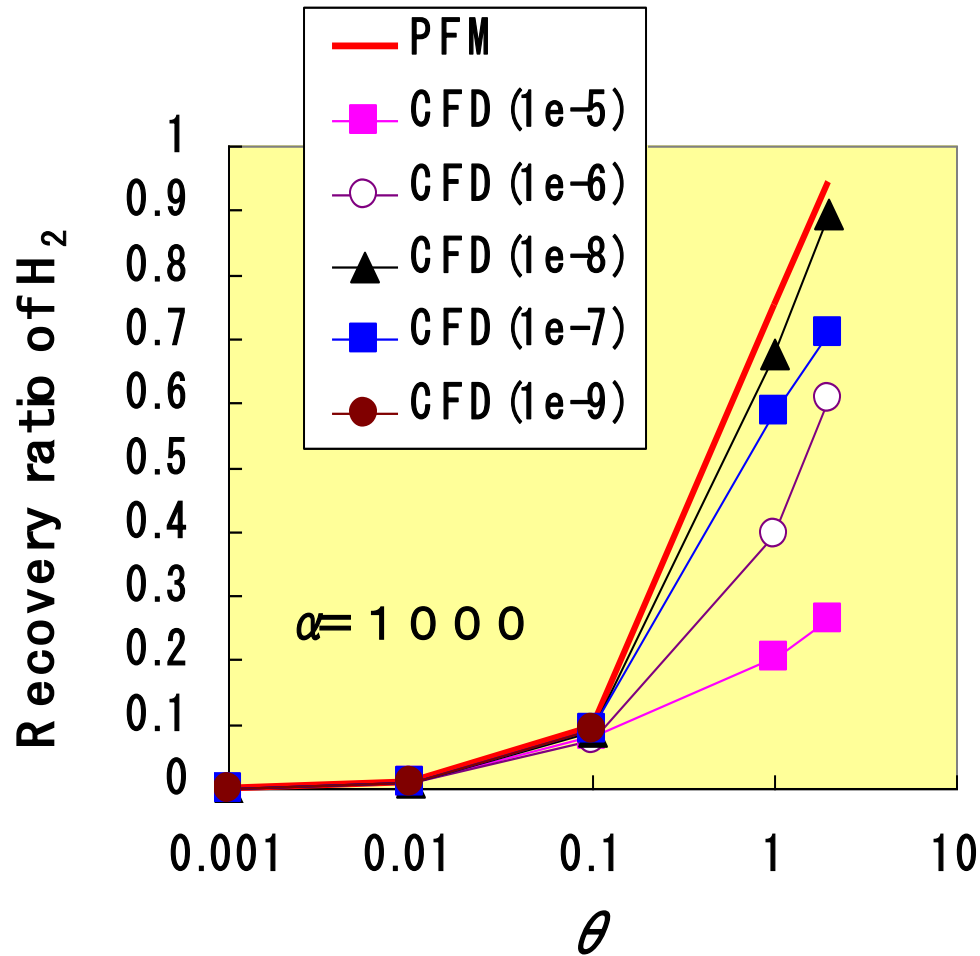 PFM
CFD (1e-5)
CFD (1e-6)
CFD (1e-8)
CFD (1e-7)
CFD (1e-9)
Recovery ratio of H₂
1
0.9
0.8
0.7
0.6
0.5
0.4
0.3
0.2
0.1
0
α=1000
0.001 0.01 0.1 1 10
θ